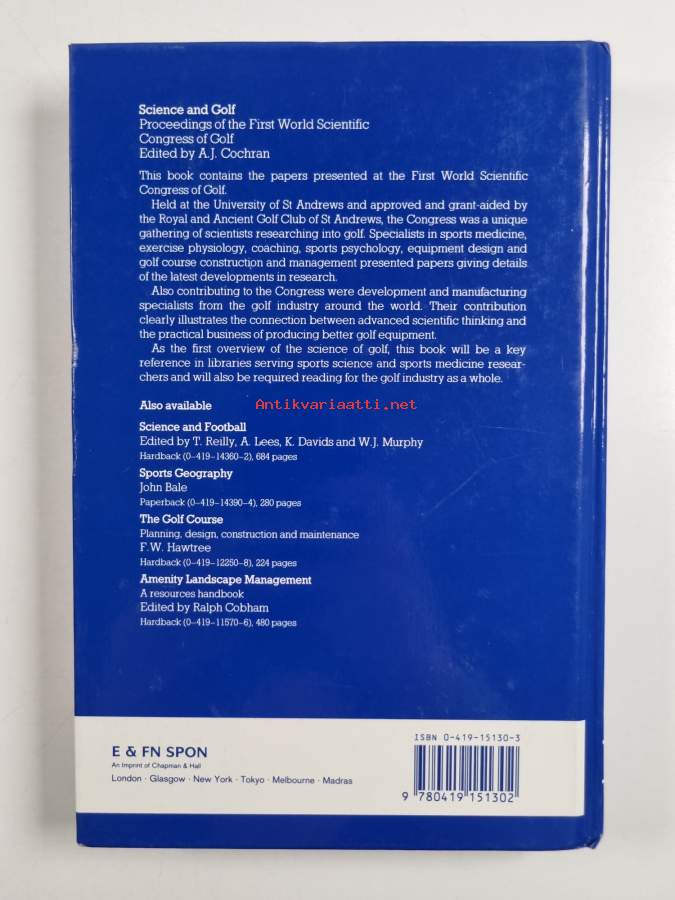 Science and Golf
Proceedings of the First World Scientific
Congress of Golf
Edited by A.J. Cochran
This book contains the papers presented at the First World Scientific
Congress of Golf.
Held at the University of St Andrews and approved and grant-aided by
the Royal and Ancient Golf Club of St Andrews, the Congress was a unique
gathering of scientists researching into golf. Specialists in sports medicine,
exercise physiology, coaching, sports psychology, equipment design and
golf course construction and management presented papers giving details
of the latest developments in research.
Also contributing to the Congress were development and manufacturing
specialists from the golf industry around the world. Their contribution
clearly illustrates the connection between advanced scientific thinking and
the practical business of producing better golf equipment.
As the first overview of the science of golf, this book will be a key
reference in libraries serving sports science and sports medicine resear-
chers and will also be required reading for the golf industry as a whole.
Also available
Antikvariaatti.net
Science and Football
Edited by T. Reilly, A. Lees, K. Davids and W.J. Murphy
Hardback (0-419-14360-2), 684 pages
Sports Geography
John Bale
Paperback (0-419-14390-4), 280 pages
The Golf Course
Planning, design, construction and maintenance
F.W. Hawtree
Hardback (0-419-12250-8), 224 pages
Amenity Landscape Management
A resources handbook
Edited by Ralph Cobham
Hardback (0-419-11570-6), 480 pages
E & FN SPON
An Imprint of Chapman & Hall
London · Glasgow · New York · Tokyo · Melbourne · Madras
ISBN 0-419-15130-3
9 780419 151302